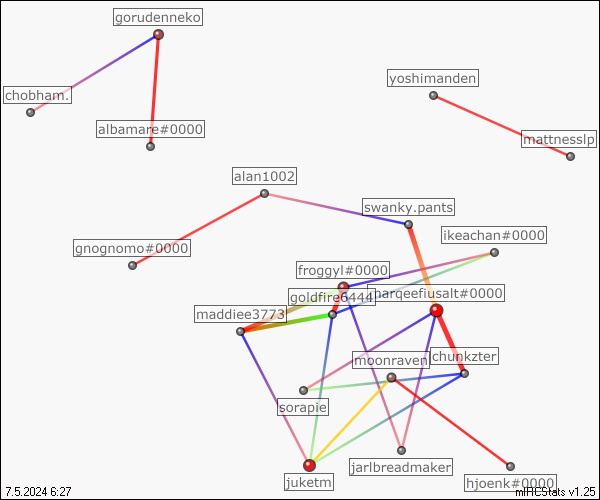 gorudenneko
yoshimanden
chobham.
albamare#0000
mattnesslp
alan1002
swanky.pants
ikeachan#0000
gnognomo#0000
froggyl#0000
goldfire6444
harqeefiusalt#0000
maddiee3773
moonraven
chunkzter
sorapie
jarlbreadmaker
juketm
hjoenk#0000
7.5.2024 6:27
mIRCStats v1.25